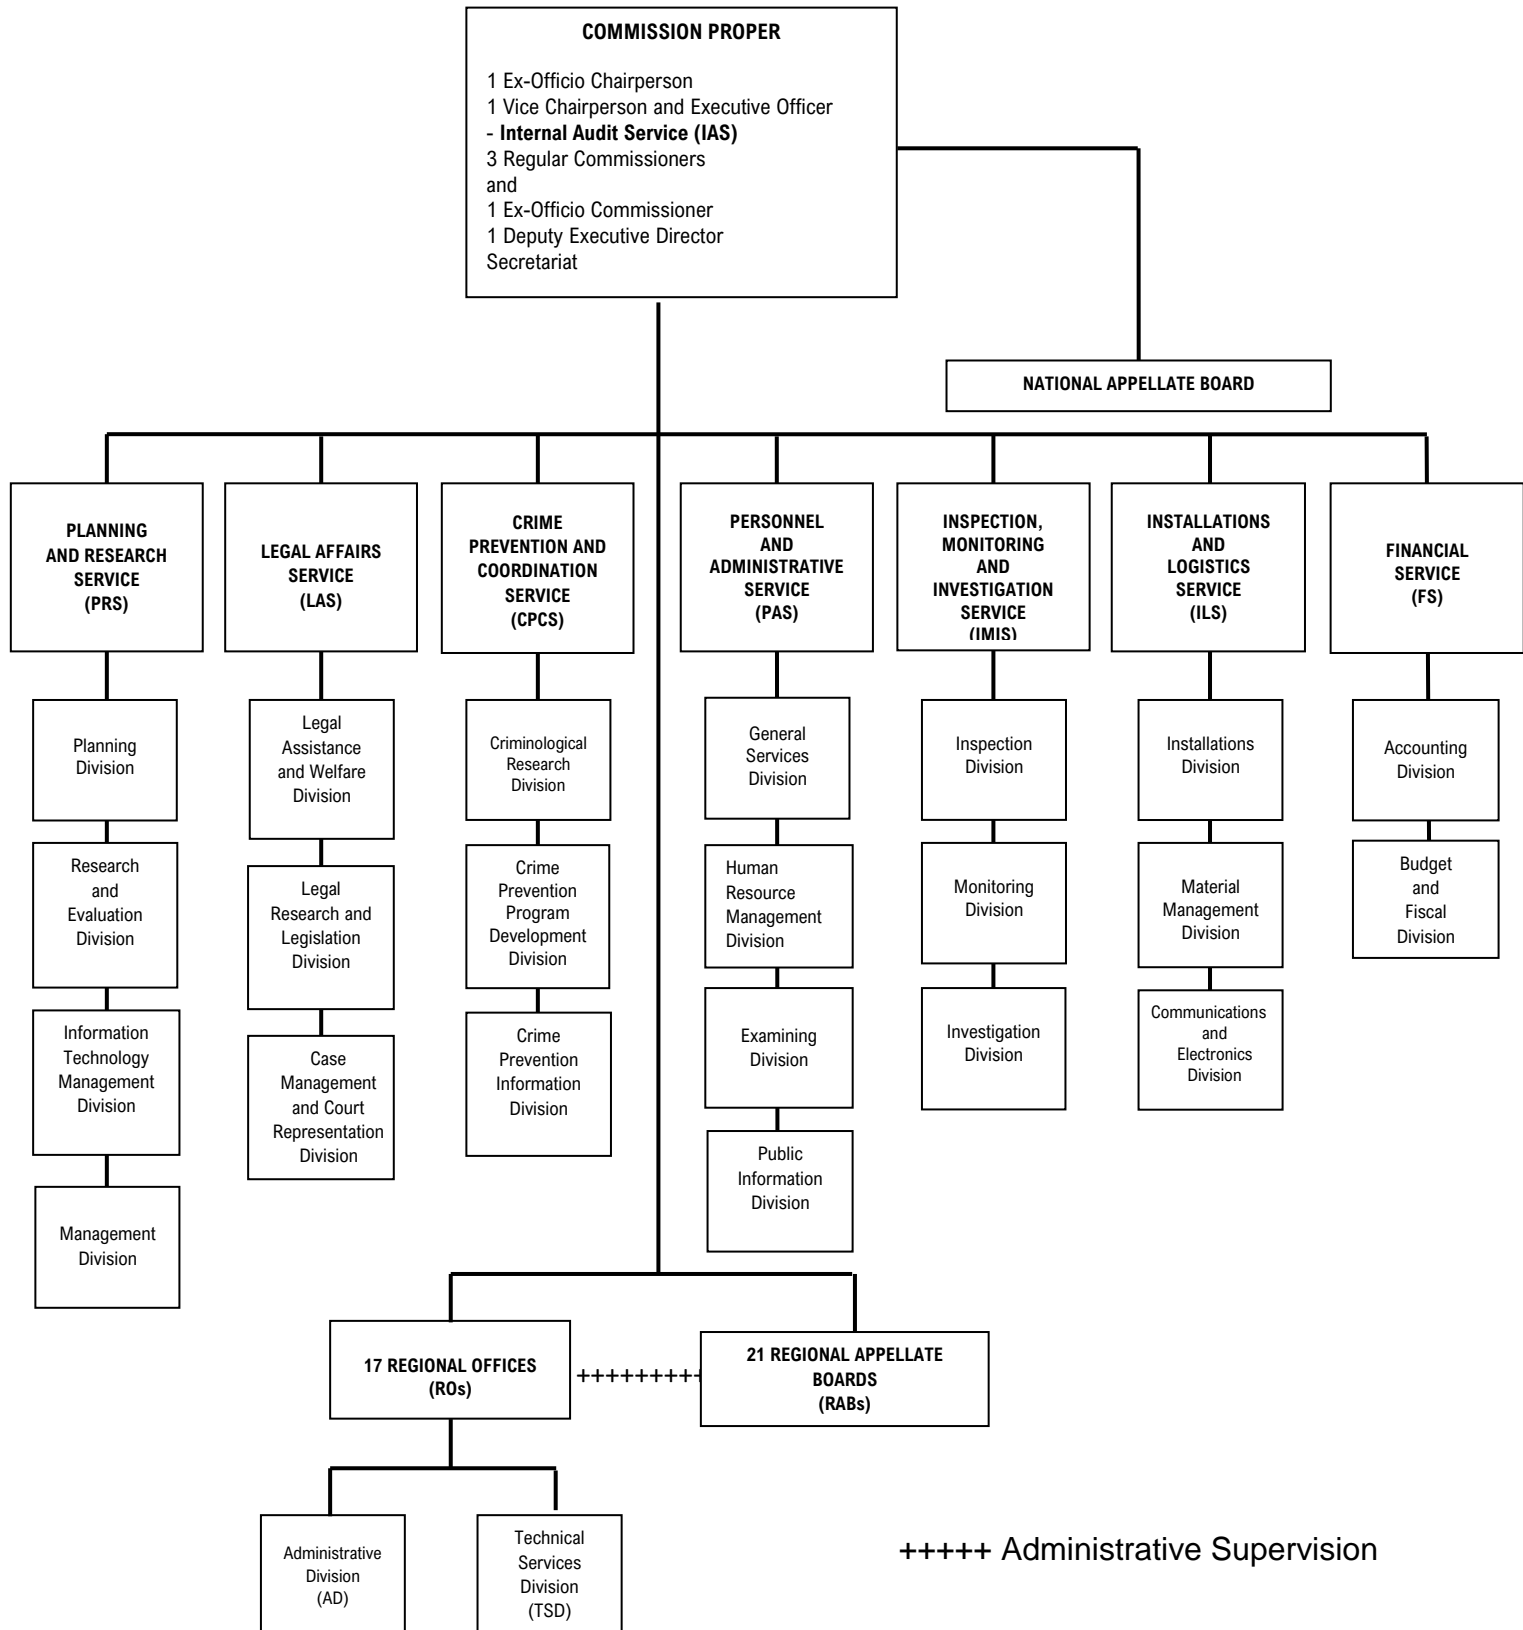 COMMISSION PROPER
1 Ex-Officio Chairperson
1 Vice Chairperson and Executive Officer
- Internal Audit Service (IAS)
3 Regular Commissioners
and
1 Ex-Officio Commissioner
1 Deputy Executive Director
Secretariat
NATIONAL APPELLATE BOARD
PLANNING
AND RESEARCH
SERVICE
(PRS)
LEGAL AFFAIRS
SERVICE
(LAS)
CRIME
PREVENTION AND
COORDINATION
SERVICE
(CPCS)
PERSONNEL
AND
ADMINISTRATIVE
SERVICE
(PAS)
INSPECTION,
MONITORING
AND
INVESTIGATION
SERVICE
(IMIS)
INSTALLATIONS
AND
LOGISTICS
SERVICE
(ILS)
FINANCIAL
SERVICE
(FS)
Planning
Division
Research
and
Evaluation
Division
Information
Technology
Management
Division
Management
Division
Legal
Assistance
and Welfare
Division
Legal
Research and
Legislation
Division
Case
Management
and Court
Representation
Division
Criminological
Research
Division
Crime
Prevention
Program
Development
Division
Crime
Prevention
Information
Division
General
Services
Division
Human
Resource
Management
Division
Examining
Division
Public
Information
Division
Inspection
Division
Monitoring
Division
Investigation
Division
Installations
Division
Material
Management
Division
Communications
and
Electronics
Division
Accounting
Division
Budget
and
Fiscal
Division
17 REGIONAL OFFICES
(ROs)
+++++++++
21 REGIONAL APPELLATE
BOARDS
(RABs)
Administrative
Division
(AD)
Technical
Services
Division
(TSD)
+++++ Administrative Supervision